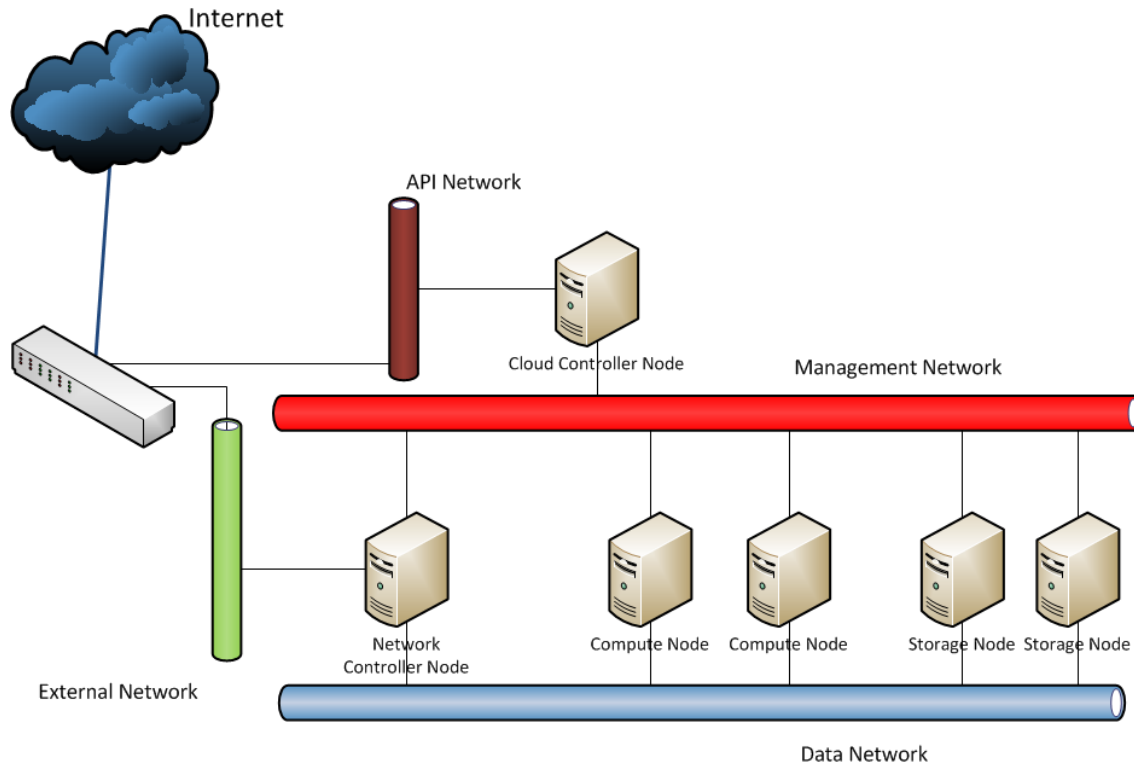 Internet
API Network
Cloud Controller Node
Management Network
Network
Controller Node
Compute Node
Compute Node
Storage Node
Storage Node
External Network
Data Network